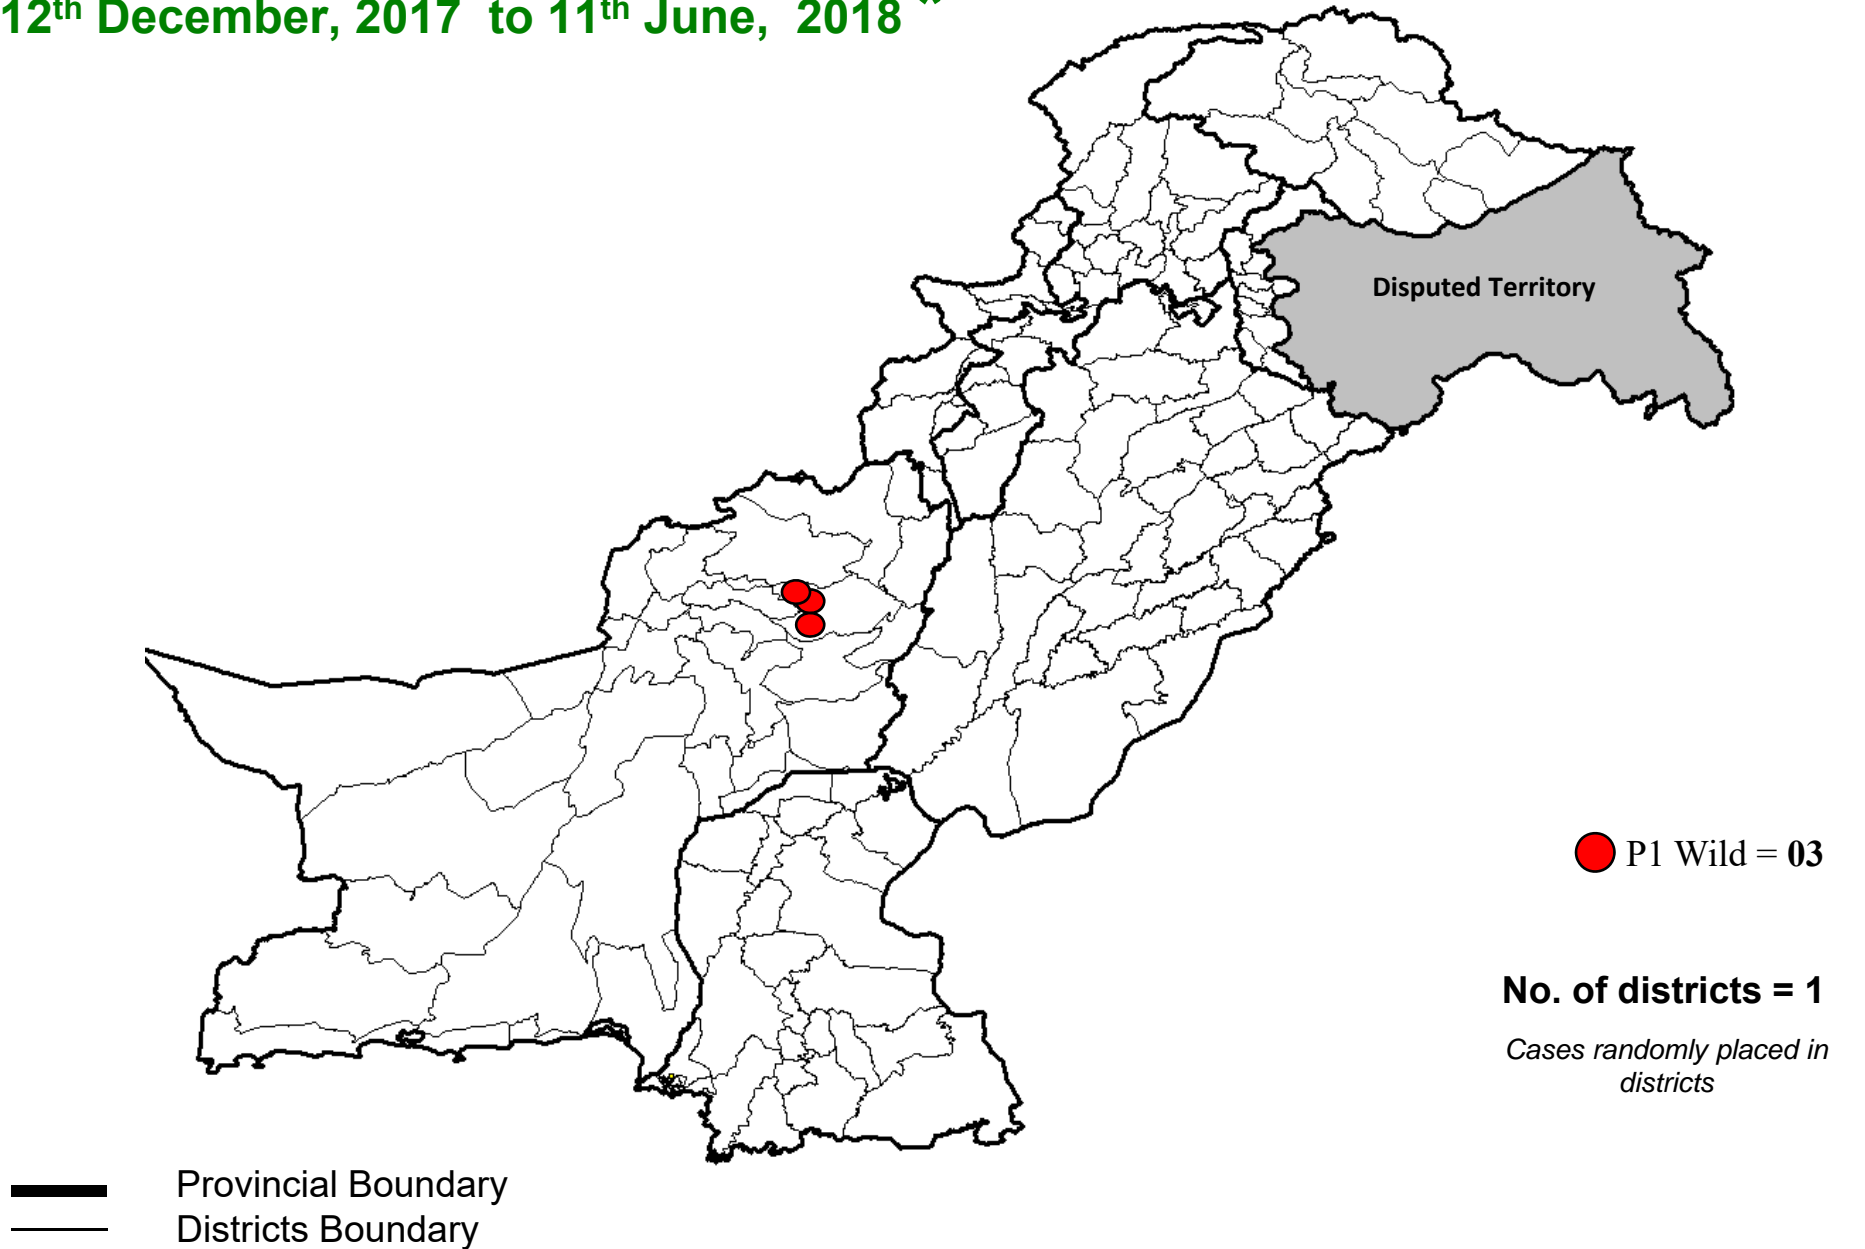 12th December, 2017 to 11th June, 2018 "
Disputed Territory
P1 Wild = 03
No. of districts = 1
Cases randomly placed in
districts
Provincial Boundary
Districts Boundary